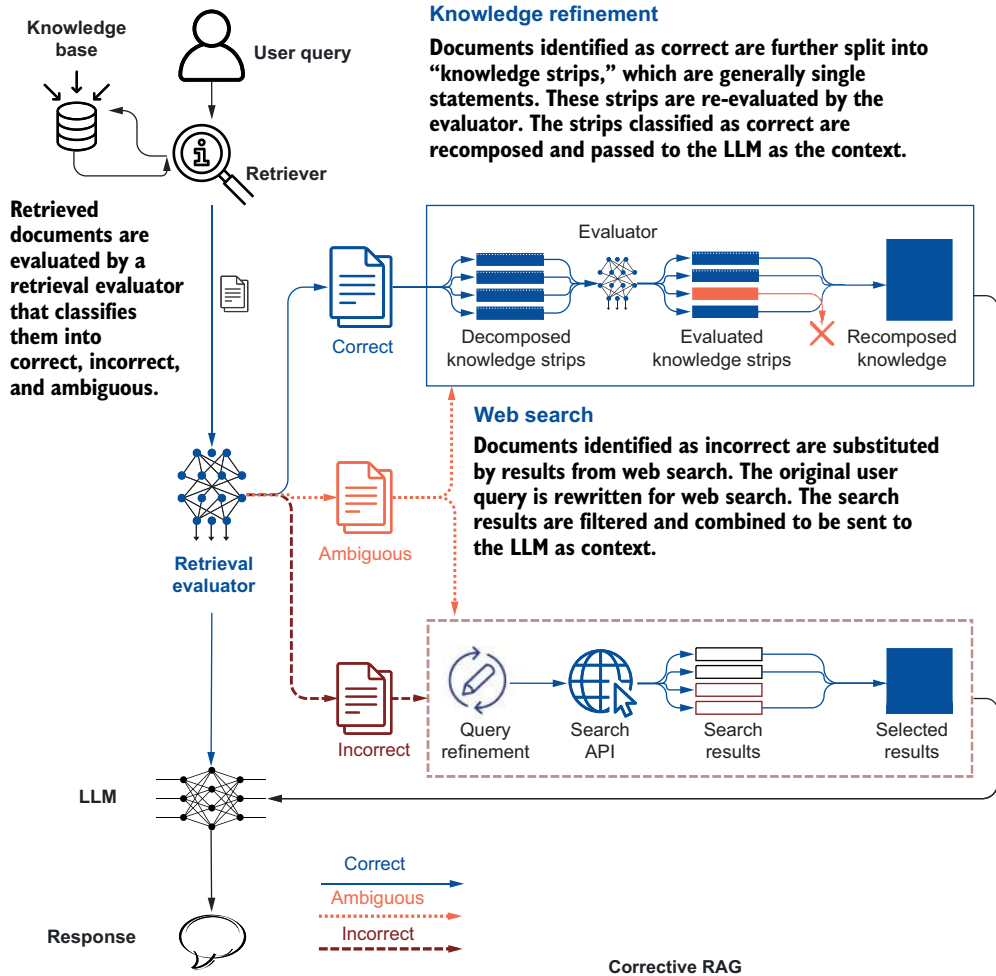 Knowledge
base
User query
Retriever
Knowledge refinement
Documents identified as correct are further split into
“knowledge strips,” which are generally single
statements. These strips are re-evaluated by the
evaluator. The strips classified as correct are
recomposed and passed to the LLM as the context.
Retrieved
documents are
evaluated by a
retrieval evaluator
that classifies
them into
correct, incorrect,
and ambiguous.
Correct
Evaluator
Decomposed
knowledge strips
Evaluated
knowledge strips
Recomposed
knowledge
Web search
Documents identified as incorrect are substituted
by results from web search. The original user
query is rewritten for web search. The search
results are filtered and combined to be sent to
the LLM as context.
Ambiguous
Retrieval
evaluator
Incorrect
Query
refinement
Search
API
Search
results
Selected
results
LLM
Correct
Ambiguous
Incorrect
Response
Corrective RAG